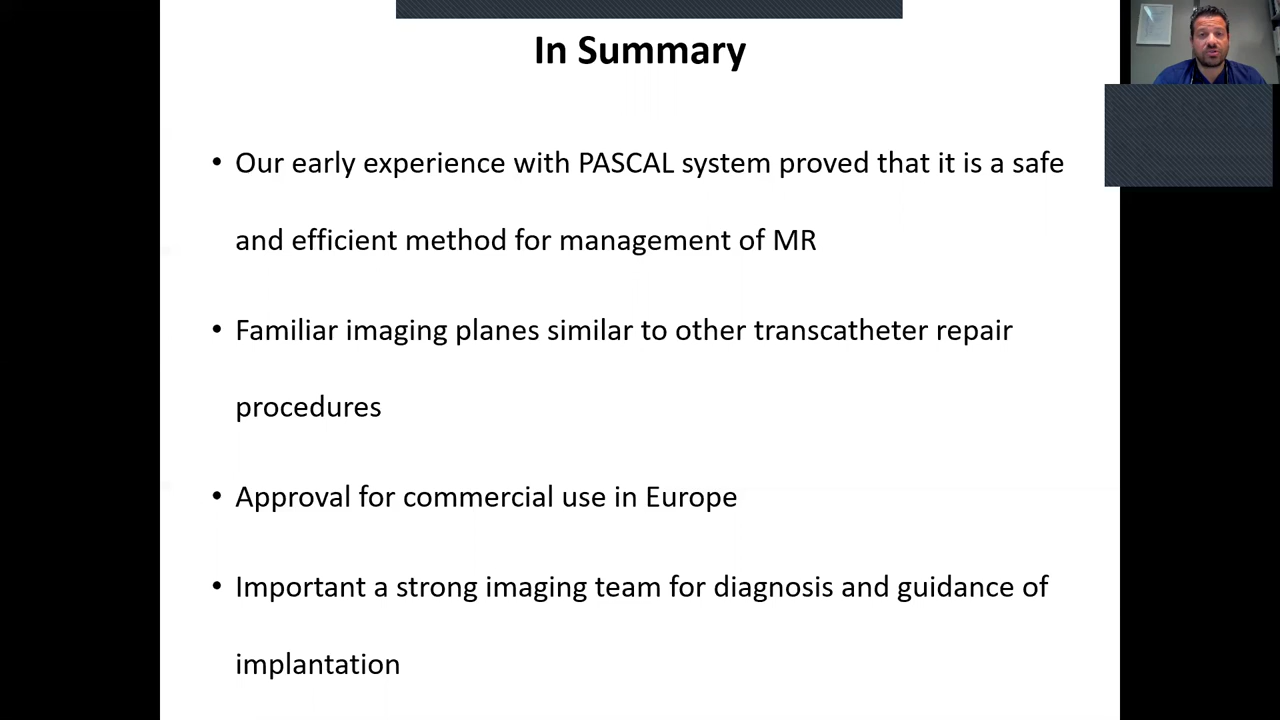 In Summary
• Our early experience with PASCAL system proved that it is a safe
and efficient method for management of MR
• Familiar imaging planes similar to other transcatheter repair
procedures
• Approval for commercial use in Europe
• Important a strong imaging team for diagnosis and guidance of
implantation